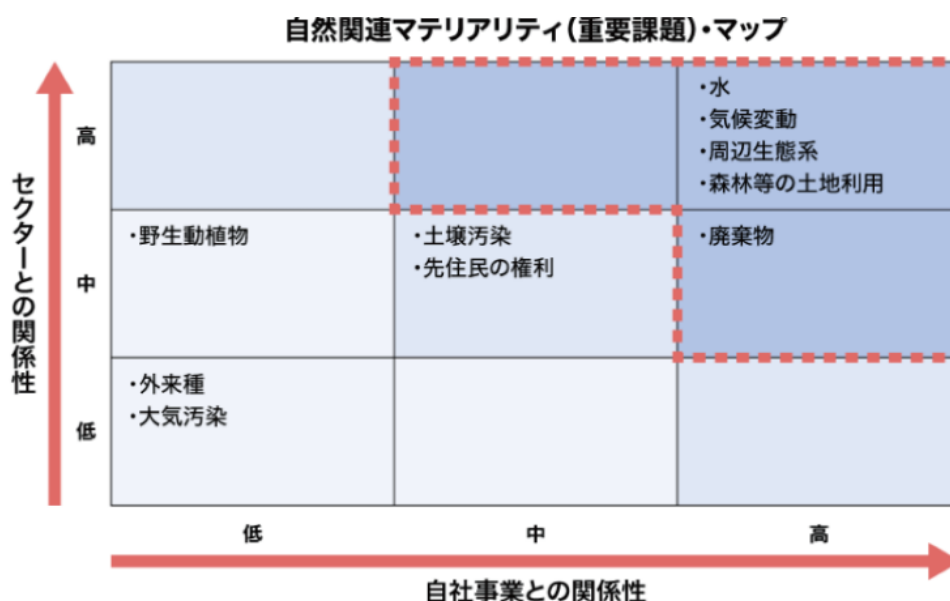 自然関連マテリアリティ(重要課題)・マップ
セクターとの関係性
高
・水
・気候変動
・周辺生態系
・森林等の土地利用
中
・野生動植物
・土壌汚染
・先住民の権利
・廃棄物
低
・外来種
・大気汚染
低
中
高
自社事業との関係性